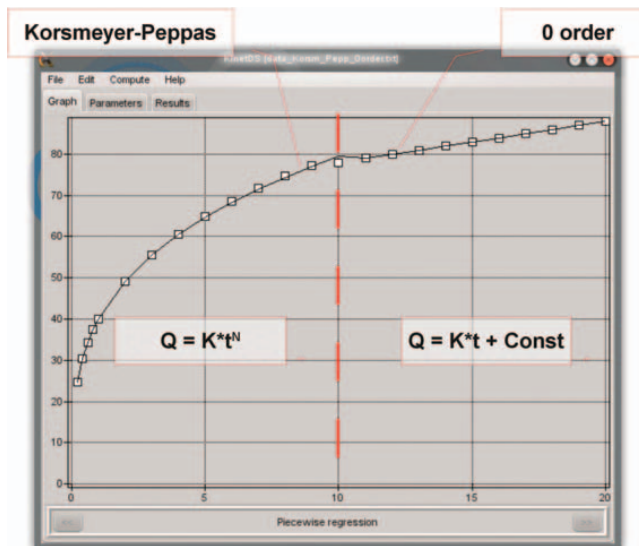 Korsmeyer-Peppas
0 order
File Edit Compute Help
Graph Parameters Results
80
70
60
50
40
30
20
10
0
Q = K*t^N
Q = K*t + Const
0 5 10 15 20
<< Piecewise regression >>